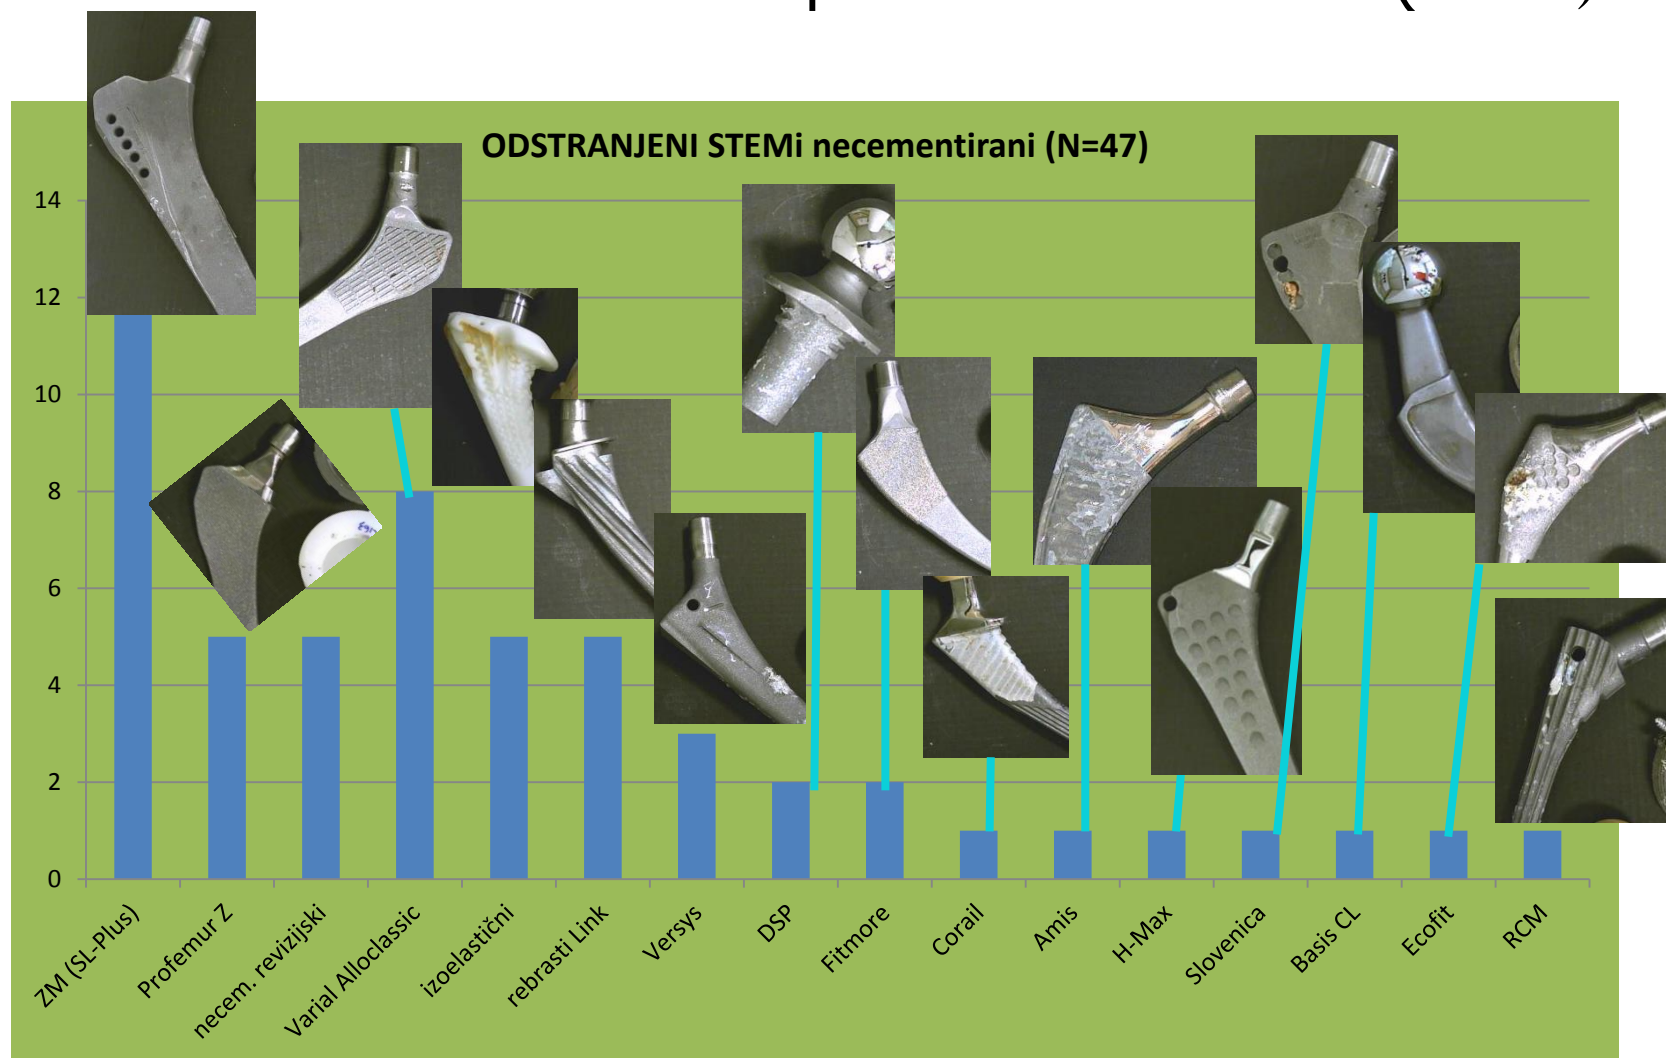 ODSTRANJENI STEMi necementirani (N=47)
14
12
10
8
6
4
2
0
ZM (SL-Plus)
Profemur Z
necem. revizijski
Varial Alloclassic
izoelastični
rebrasti Link
Versys
DSP
Fitmore
Corail
Amis
H-Max
Slovenica
Basis CL
Ecofit
RCM